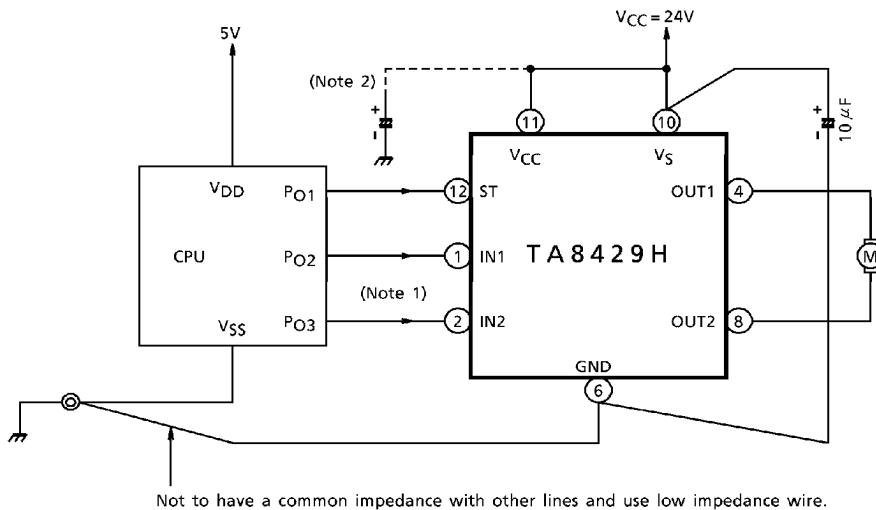 5V
VCC = 24V
(Note 2)
+
-
11
10
+
-
10 μF
VCC
VS
VDD
PO1
12
ST
OUT1
4
CPU
PO2
1
IN1
TA8429H
M
(Note 1)
VSS
PO3
2
IN2
OUT2
8
GND
6
Not to have a common impedance with other lines and use low impedance wire.